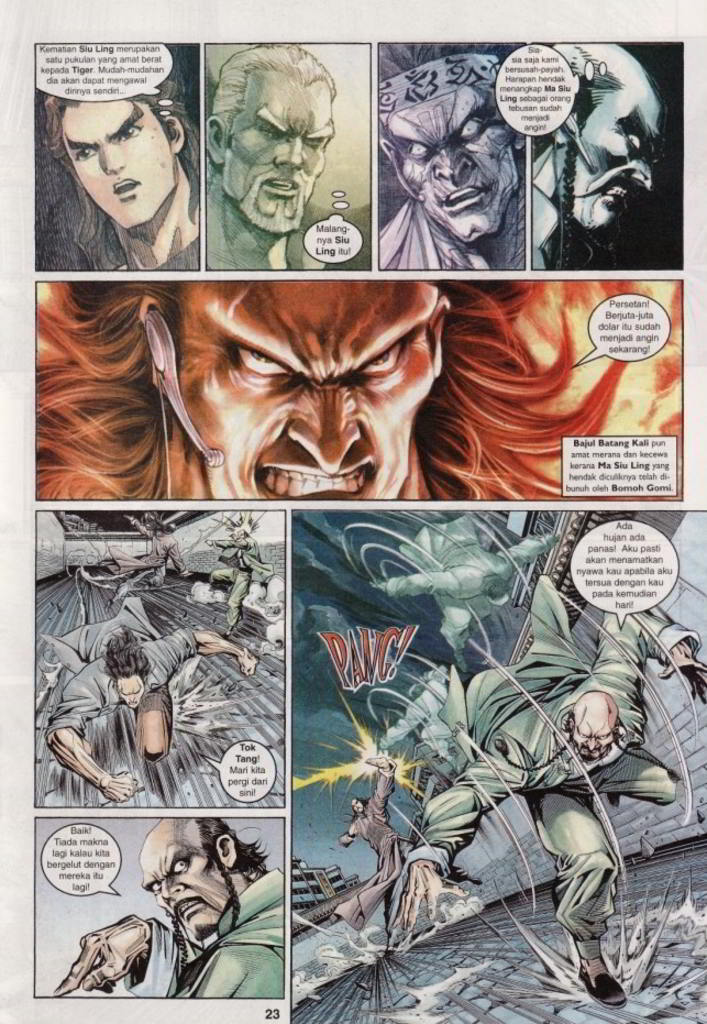 Kematian Siu Ling merupakan
satu pukulan yang amat berat
kepada Tiger. Mudah-mudahan
dia akan dapat mengawal
dirinya sendiri...
Malang-
nya Siu
Ling itu!
Sia-
sia saja kami
bersusah-payah.
Harapan hendak
menangkap Ma Siu
Ling sebagai orang
tebusan sudah
menjadi
angin!
Persetan!
Berjuta-juta
dolar itu sudah
menjadi angin
sekarang!
Bajul Batang Kali pun
amat merana dan kecewa
kerana Ma Siu Ling yang
hendak diculiknya telah di-
bunuh oleh Bomoh Gomi.
Tok
Tang!
Mari kita
pergi dari
sini!
Ada
hujan ada
panas! Aku pasti
akan menamatkan
nyawa kau apabila aku
tersua dengan kau
pada kemudian
hari!
PANG!
Baik!
Tiada makna
lagi kalau kita
bergelut dengan
mereka itu
lagi!
23